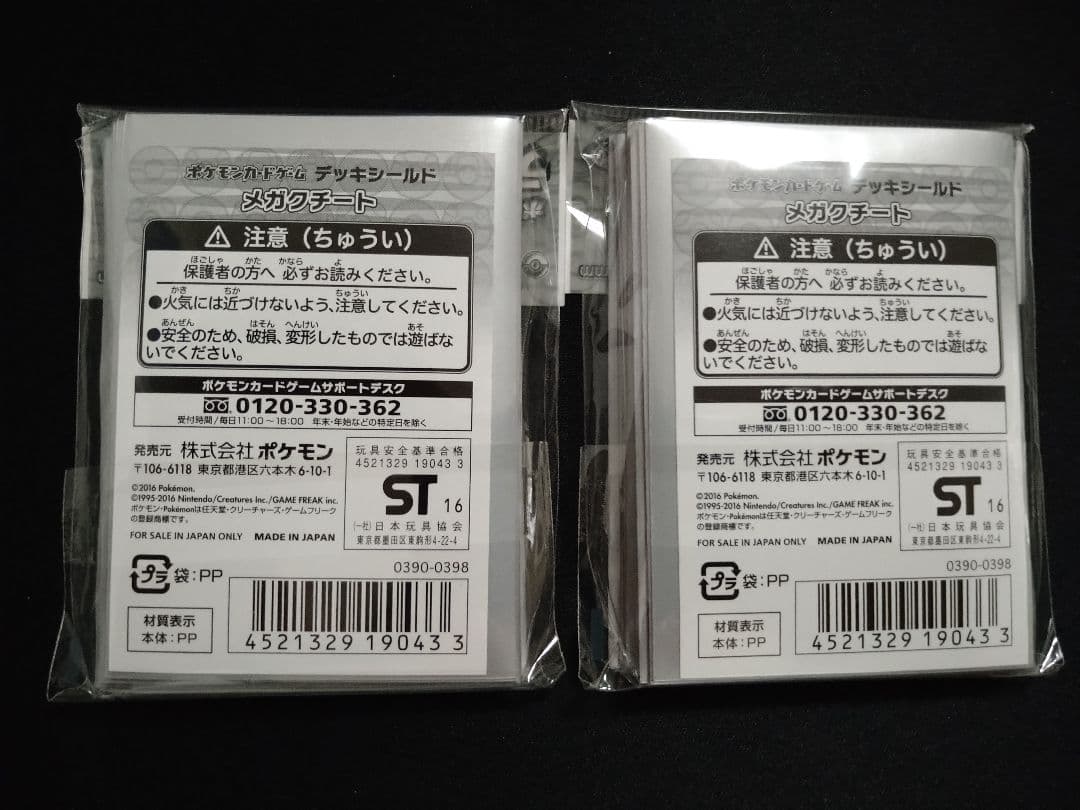 ポケモンカードゲーム デッキシールド
メガクチート
⚠ 注意（ちゅうい）
保護者の方へ 必ずお読みください。
●火気には近づけないよう、注意してください。
●安全のため、破損、変形したものでは遊ばな
いでください。
ポケモンカードゲームサポートデスク
0120-330-362
受付時間/毎日11:00～18:00 年末・年始などの特定日を除く
発売元 株式会社ポケモン
〒106-6118 東京都港区六本木6-10-1
©2016 Pokémon.
©1995-2016 Nintendo/Creatures Inc./GAME FREAK inc.
ポケモン・Pokémonは任天堂・クリーチャーズ・ゲームフリーク
の登録商標です。
FOR SALE IN JAPAN ONLY MADE IN JAPAN
玩具安全基準合格
4521329 19043 3
ST 16
(一社)日本玩具協会
東京都墨田区東駒形4-22-4
0390-0398
プラ 袋:PP
材質表示
本体:PP
4521329 190433
ポケモンカードゲーム デッキシールド
メガクチート
⚠ 注意（ちゅうい）
保護者の方へ 必ずお読みください。
●火気には近づけないよう、注意してください。
●安全のため、破損、変形したものでは遊ばな
いでください。
ポケモンカードゲームサポートデスク
0120-330-362
受付時間/毎日11:00～18:00 年末・年始などの特定日を除く
発売元 株式会社ポケモン
〒106-6118 東京都港区六本木6-10-1
©2016 Pokémon.
©1995-2016 Nintendo/Creatures Inc./GAME FREAK inc.
ポケモン・Pokémonは任天堂・クリーチャーズ・ゲームフリーク
の登録商標です。
FOR SALE IN JAPAN ONLY MADE IN JAPAN
玩具安全基準合格
4521329 19043 3
ST 16
(一社)日本玩具協会
東京都墨田区東駒形4-22-4
0390-0398
プラ 袋:PP
材質表示
本体:PP
4521329 190433